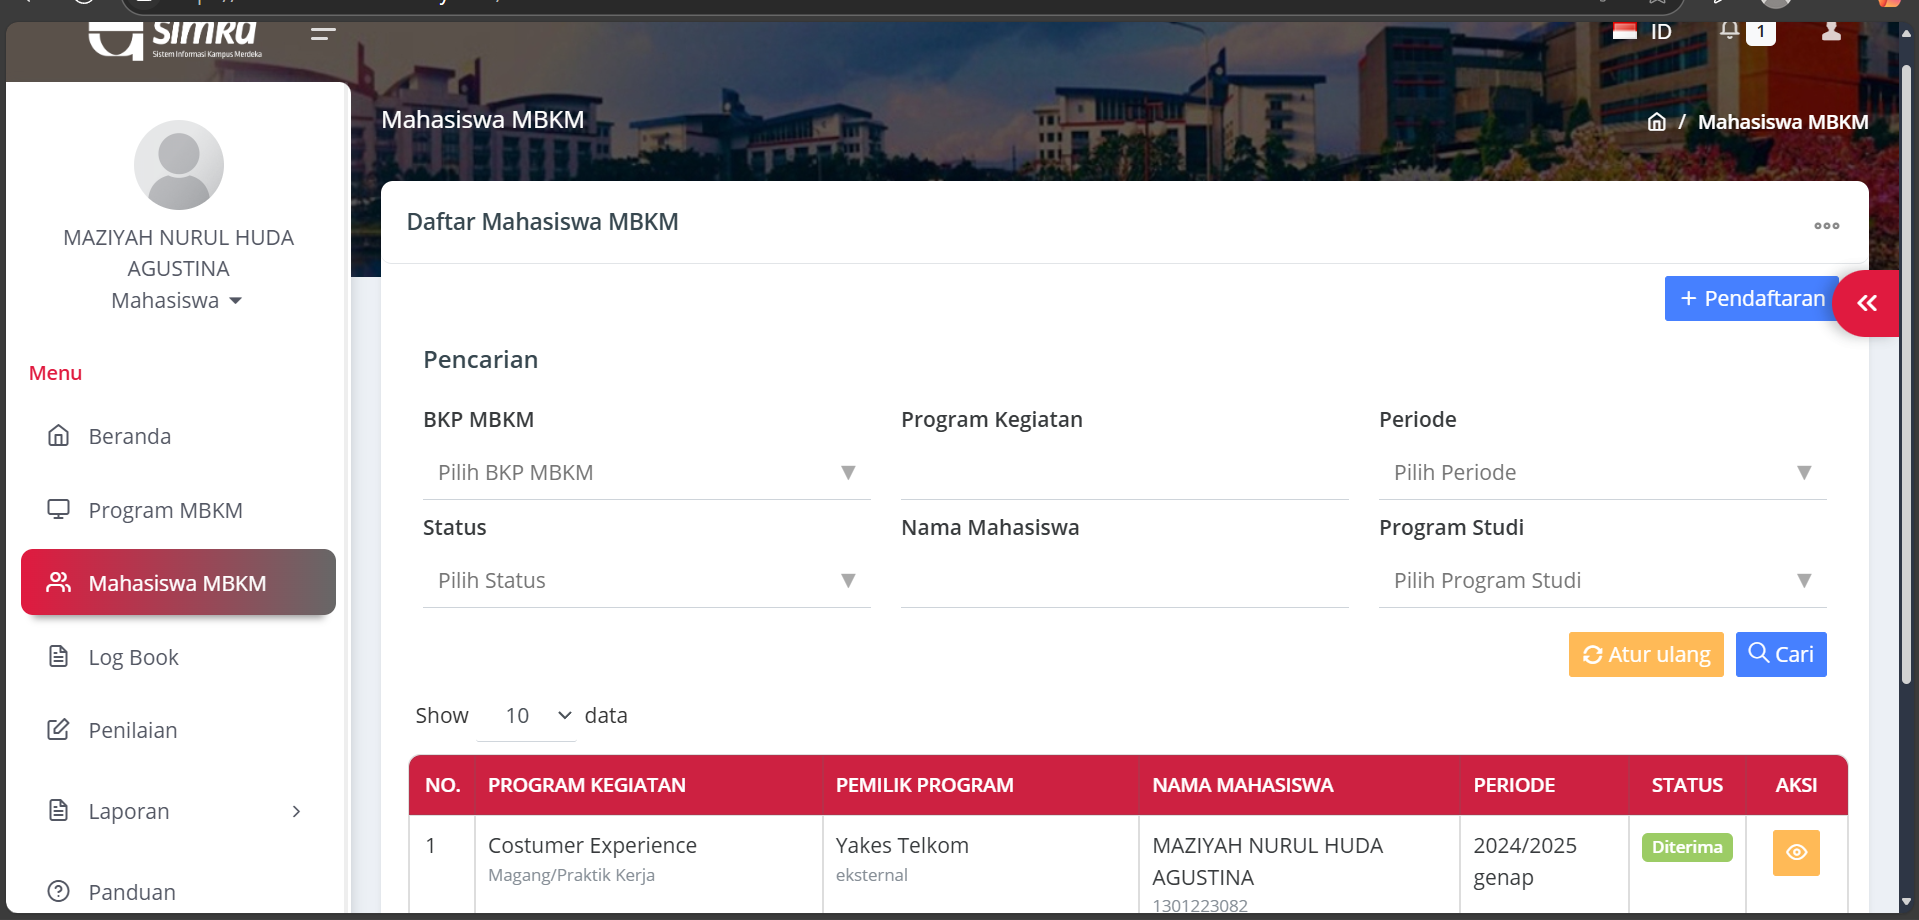 simka
Sistem Informasi Kampus Merdeka
ID
1
Mahasiswa MBKM
/ Mahasiswa MBKM
MAZIYAH NURUL HUDA
AGUSTINA
Mahasiswa
Menu
Beranda
Program MBKM
Mahasiswa MBKM
Log Book
Penilaian
Laporan
Panduan
Daftar Mahasiswa MBKM
+ Pendaftaran
Pencarian
BKP MBKM
Program Kegiatan
Periode
Pilih BKP MBKM
Pilih Periode
Status
Nama Mahasiswa
Program Studi
Pilih Status
Pilih Program Studi
Atur ulang
Cari
Show 10 data
NO. PROGRAM KEGIATAN PEMILIK PROGRAM NAMA MAHASISWA PERIODE STATUS AKSI
1 Costumer Experience Yakes Telkom MAZIYAH NURUL HUDA 2024/2025 Diterima
Magang/Praktik Kerja eksternal AGUSTINA genap
1301223082